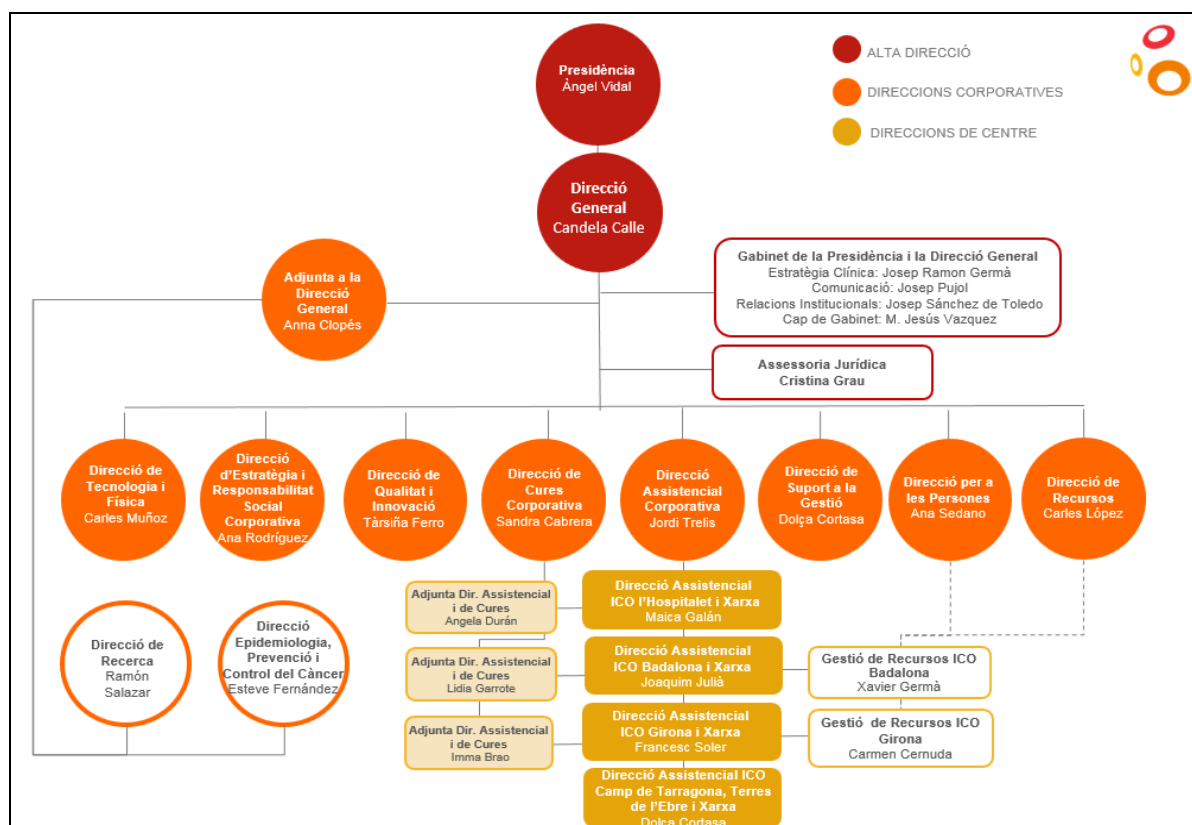 Presidència
Àngel Vidal
ALTA DIRECCIÓ
DIRECCIONS CORPORATIVES
DIRECCIONS DE CENTRE
Direcció
General
Candela Calle
Adjunta a la
Direcció
General
Anna Clopés
Gabinet de la Presidència i la Direcció General
Estratègia Clínica: Josep Ramon Germà
Comunicació: Josep Pujol
Relacions Institucionals: Josep Sánchez de Toledo
Cap de Gabinet: M. Jesús Vazquez
Assessoria Jurídica
Cristina Grau
Direcció de
Tecnologia i
Física
Carles Muñoz
Direcció
d'Estratègia i
Responsabilitat
Social
Corporativa
Ana Rodríguez
Direcció de
Qualitat i
Innovació
Tàrsiña Ferro
Direcció de
Cures
Corporativa
Sandra Cabrera
Direcció
Assistencial
Corporativa
Jordi Trelis
Direcció de
Suport a la
Gestió
Dolça Cortasa
Direcció per a
les Persones
Ana Sedano
Direcció de
Recursos
Carles López
Direcció de
Recerca
Ramón
Salazar
Direcció
Epidemiologia,
Prevenció i
Control del Càncer
Esteve Fernández
Adjunta Dir. Assistencial
i de Cures
Angela Durán
Direcció Assistencial
ICO l'Hospitalet i Xarxa
Maica Galán
Adjunta Dir. Assistencial
i de Cures
Lidia Garrote
Direcció Assistencial
ICO Badalona i Xarxa
Joaquim Julià
Gestió de Recursos ICO
Badalona
Xavier Germà
Adjunta Dir. Assistencial
i de Cures
Imma Brao
Direcció Assistencial
ICO Girona i Xarxa
Francesc Soler
Gestió de Recursos ICO
Girona
Carmen Cernuda
Direcció Assistencial ICO
Camp de Tarragona, Terres
de l'Ebre i Xarxa
Dolça Cortasa